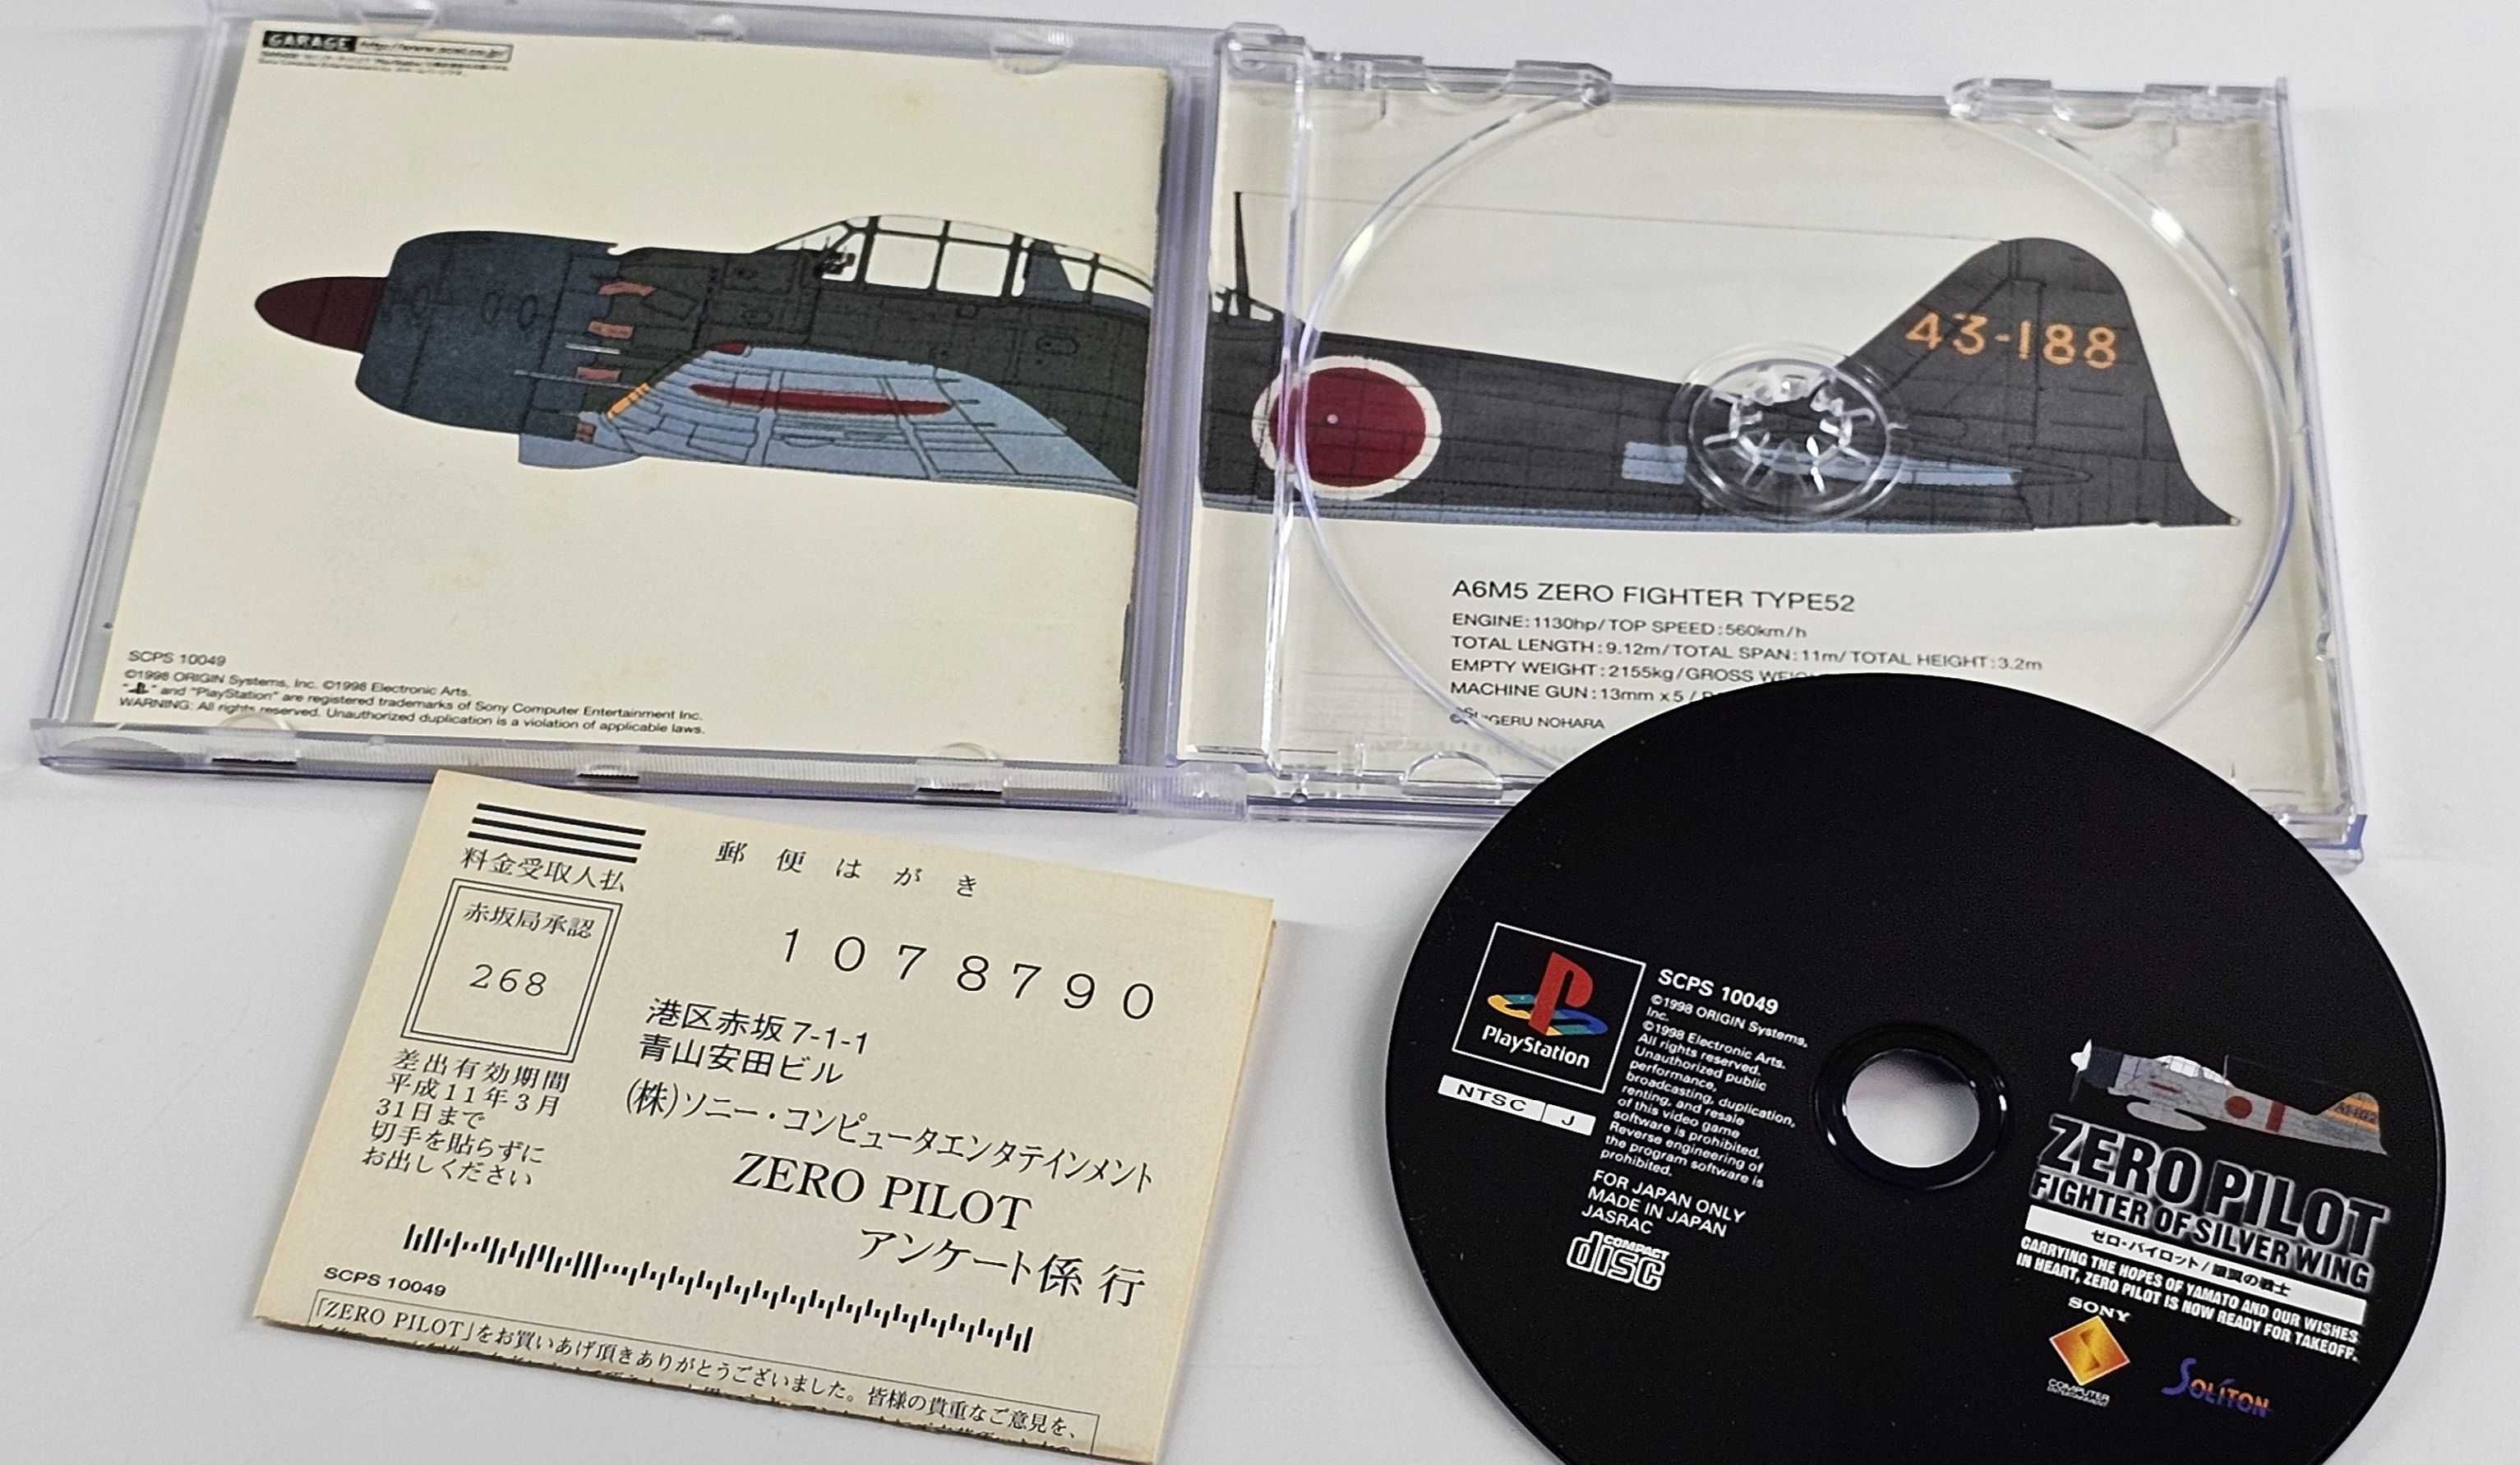 GARAGE
43-188
A6M5 ZERO FIGHTER TYPE52
ENGINE:1130hp/TOP SPEED:560km/h
TOTAL LENGTH:9.12m/TOTAL SPAN:11m/TOTAL HEIGHT:3.2m
EMPTY WEIGHT:2155kg/GROSS
MACHINE GUN:13mm x5/
©SHIGERU NOHARA
SCPS 10049
©1998 ORIGIN Systems, Inc. ©1998 Electronic Arts.
" " and "PlayStation" are registered trademarks of Sony Computer Entertainment Inc.
WARNING: All rights reserved. Unauthorized duplication is a violation of applicable laws.
郵便はがき
料金受取人払
赤坂局承認
268
差出有効期間
平成11年3月
31日まで
切手を貼らずに
お出しください
1078790
港区赤坂7-1-1
青山安田ビル
(株)ソニー・コンピュータエンタテインメント
ZERO PILOT
アンケート係 行
SCPS 10049
「ZERO PILOT」をお買いあげ頂きありがとうございました。皆様の貴重なご意見を、
PlayStation
NTSC J
SCPS 10049
©1998 ORIGIN Systems,
Inc.
©1998 Electronic Arts.
All rights reserved.
Unauthorized public
performance,
broadcasting, duplication,
renting, and resale
of this video game
software is prohibited.
Reverse engineering of
the program software is
prohibited.
FOR JAPAN ONLY
MADE IN JAPAN
JASRAC
COMPACT
disc
ZERO PILOT
FIGHTER OF SILVER WING
ゼロ・パイロット/銀翼の戦士
CARRYING THE HOPES OF YAMATO AND OUR WISHES
IN HEART, ZERO PILOT IS NOW READY FOR TAKEOFF.
SONY
COMPUTER
ENTERTAINMENT
SOLITON